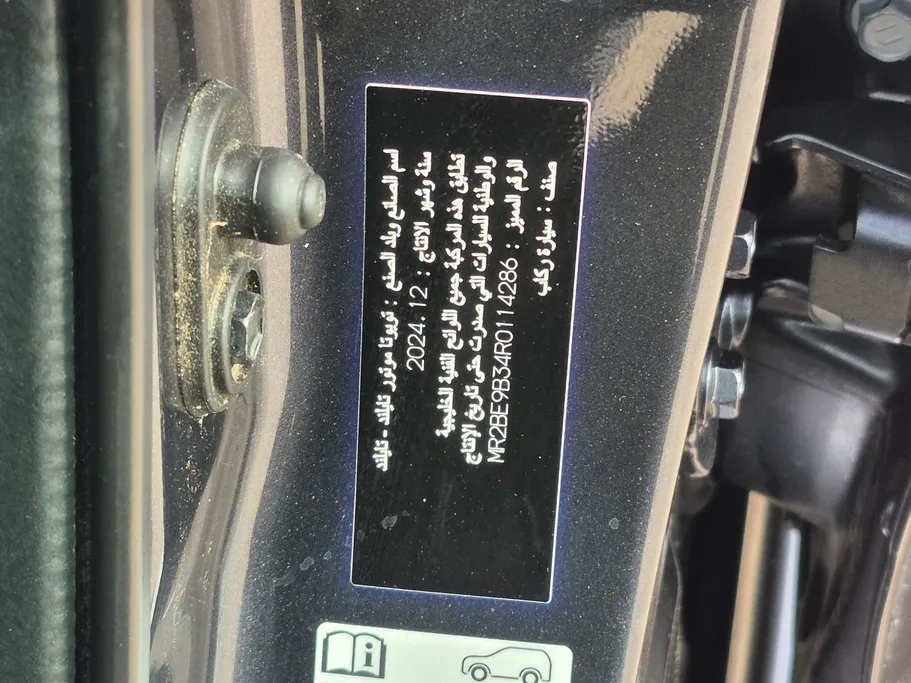 اسم الصانع وبلد الصنع : تويوتا موتور تايلاند - تايلاند
سنة وشهر الانتاج : 2024.12
تطابق هذه المركبة جميع اللوائح الفنية الخليجية
والوطنية للسيارات التي صدرت حتى تاريخ الإنتاج
الرقم المميز : MR2BE9B34R0114286
صنف : سيارة ركاب
i